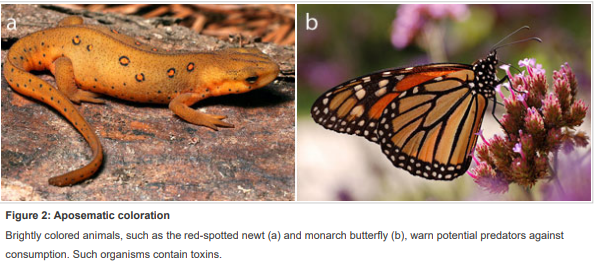 a
b
Figure 2: Aposematic coloration
Brightly colored animals, such as the red-spotted newt (a) and monarch butterfly (b), warn potential predators against
consumption. Such organisms contain toxins.